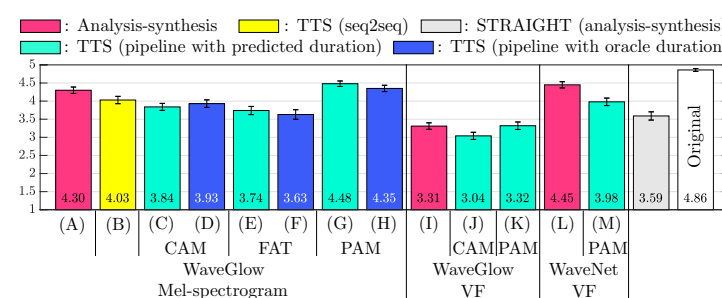 : Analysis-synthesis : TTS (seq2seq) : STRAIGHT (analysis-synthesis
: TTS (pipeline with predicted duration) : TTS (pipeline with oracle duration
5
4.5
4
3.5
3
2.5
2
1.5
1
4.30 4.03 3.84 3.93 3.74 3.63 4.48 4.35 3.31 3.04 3.32 4.45 3.98 3.59 4.86
Original
(A) (B) (C) (D) (E) (F) (G) (H) (I) (J) (K) (L) (M)
CAM FAT PAM CAM PAM PAM
WaveGlow WaveGlow WaveNet
Mel-spectrogram VF VF